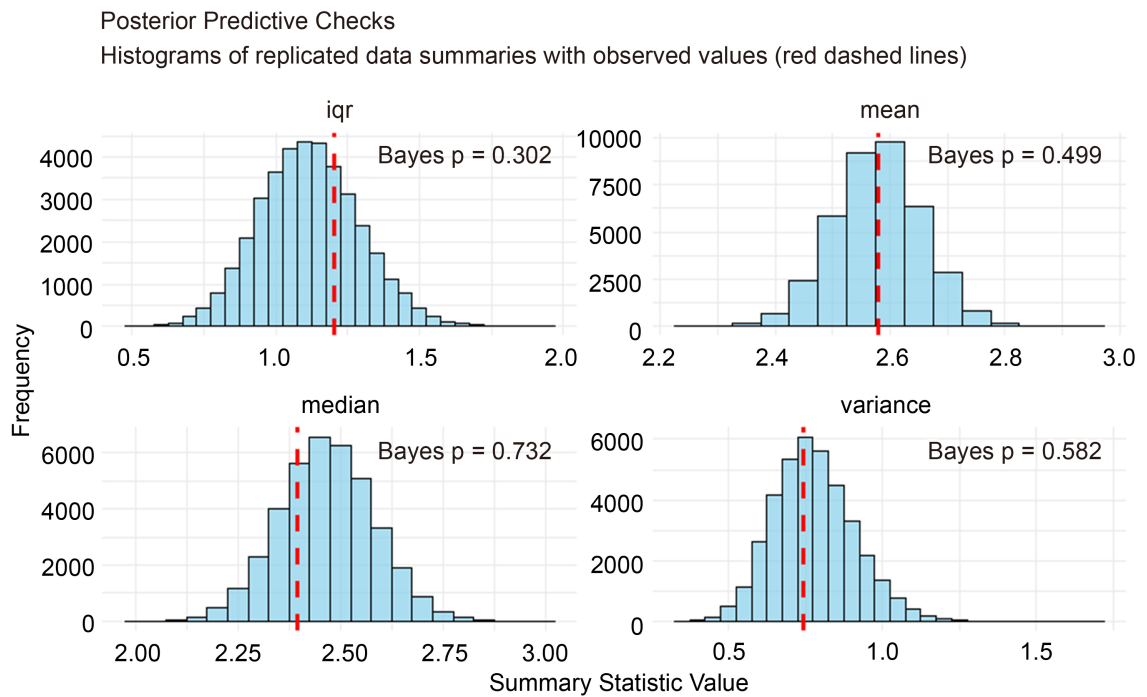 Posterior Predictive Checks
Histograms of replicated data summaries with observed values (red dashed lines)
iqr
Bayes p = 0.302
4000
3000
2000
1000
0
0.5 1.0 1.5 2.0
mean
Bayes p = 0.499
10000
7500
5000
2500
0
2.2 2.4 2.6 2.8 3.0
Frequency
median
Bayes p = 0.732
6000
4000
2000
0
2.00 2.25 2.50 2.75 3.00
variance
Bayes p = 0.582
6000
4000
2000
0
0.5 1.0 1.5
Summary Statistic Value